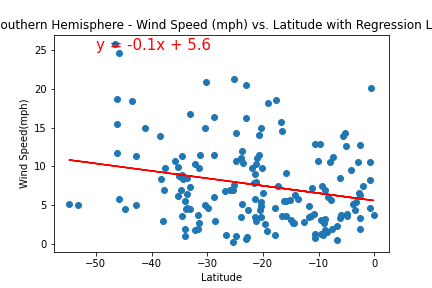 outhern Hemisphere - Wind Speed (mph) vs. Latitude with Regression L
y = -0.1x + 5.6
25
20
15
10
5
0
Wind Speed(mph)
−50 −40 −30 −20 −10 0
Latitude